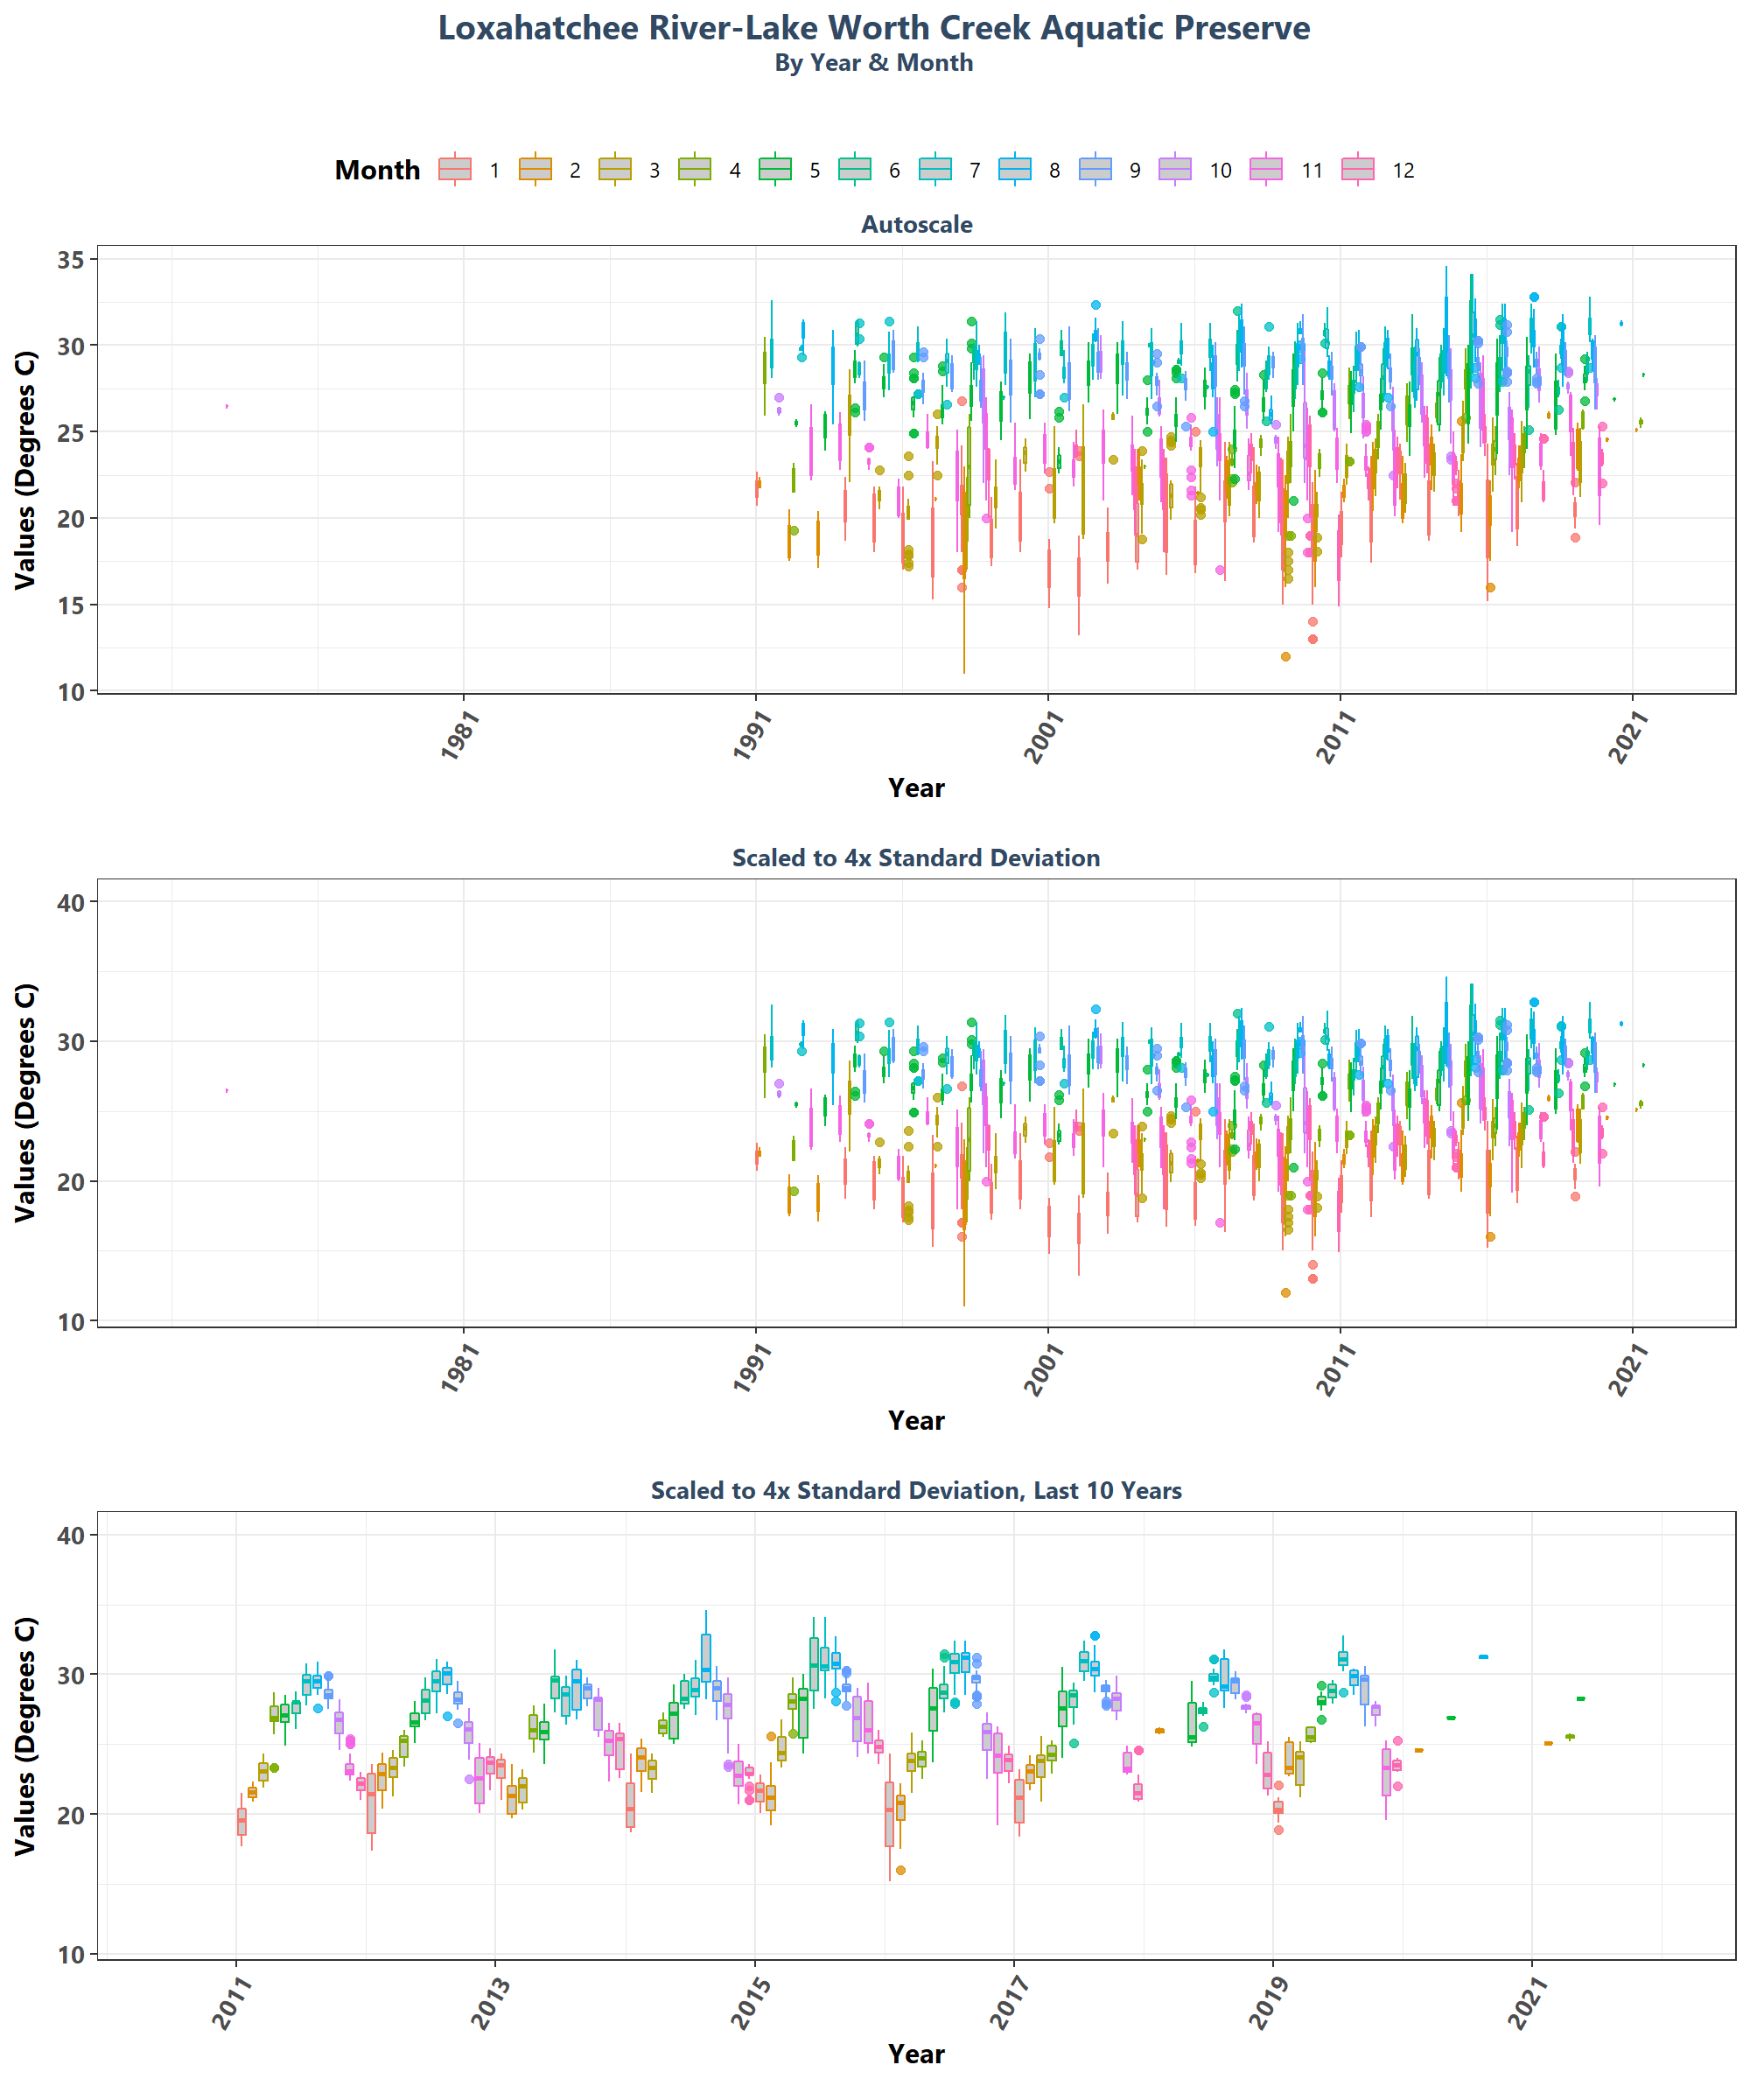 Loxahatchee River-Lake Worth Creek Aquatic Preserve
By Year & Month
Month 1 2 3 4 5 6 7 8 9 10 11 12
Autoscale
35
30
25
20
15
10
Values (Degrees C)
1981 1991 2001 2011 2021
Year
Scaled to 4x Standard Deviation
40
30
20
10
Values (Degrees C)
1981 1991 2001 2011 2021
Year
Scaled to 4x Standard Deviation, Last 10 Years
40
30
20
10
Values (Degrees C)
2011 2013 2015 2017 2019 2021
Year